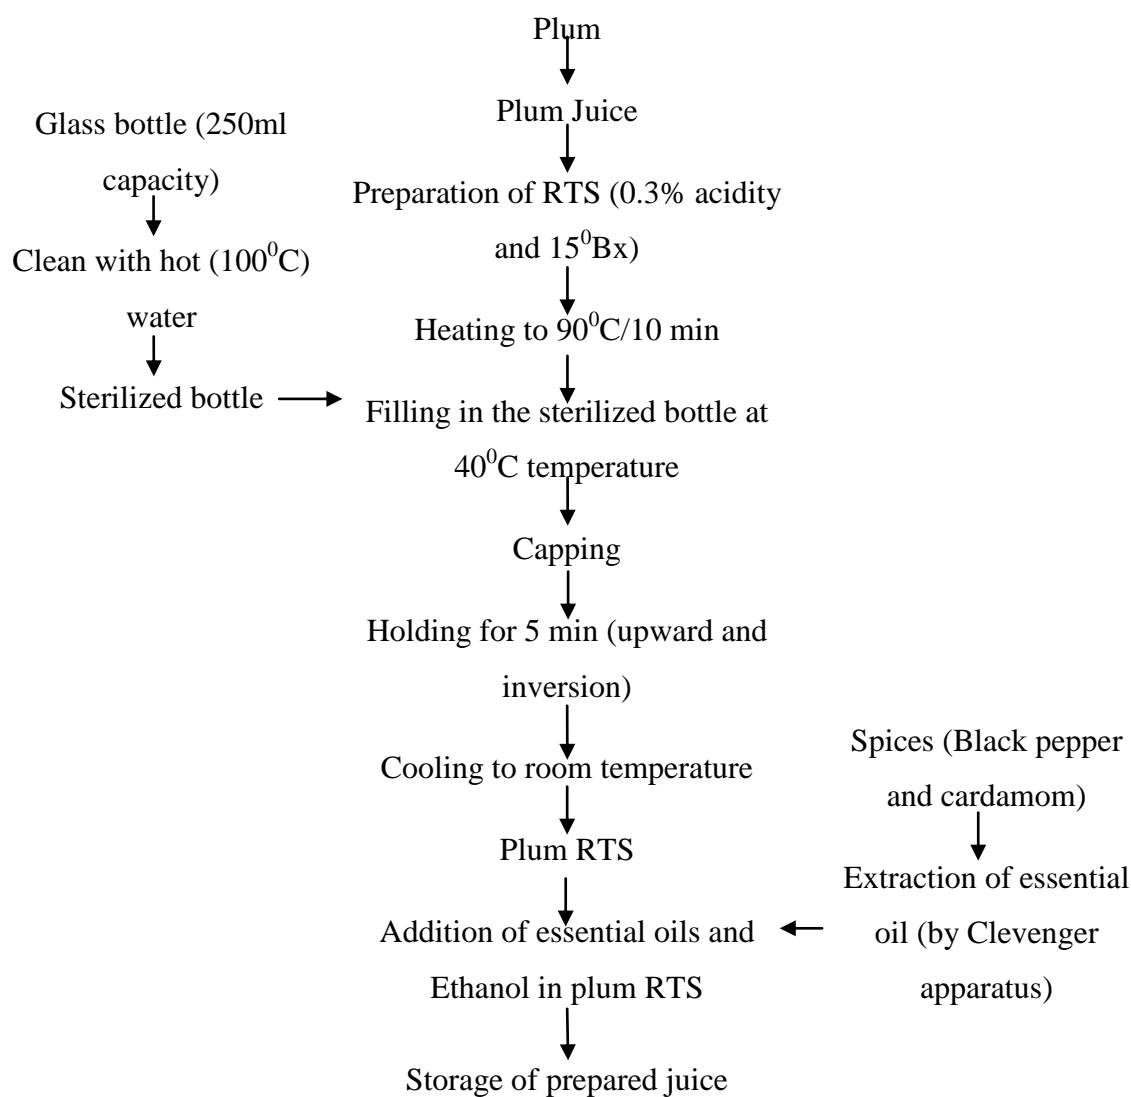 Plum
Plum Juice
Glass bottle (250ml
capacity)
Preparation of RTS (0.3% acidity
and 15⁰Bx)
Clean with hot (100⁰C)
water
Heating to 90⁰C/10 min
Sterilized bottle
Filling in the sterilized bottle at
40⁰C temperature
Capping
Holding for 5 min (upward and
inversion)
Cooling to room temperature
Spices (Black pepper
and cardamom)
Plum RTS
Extraction of essential
oil (by Clevenger
apparatus)
Addition of essential oils and
Ethanol in plum RTS
Storage of prepared juice